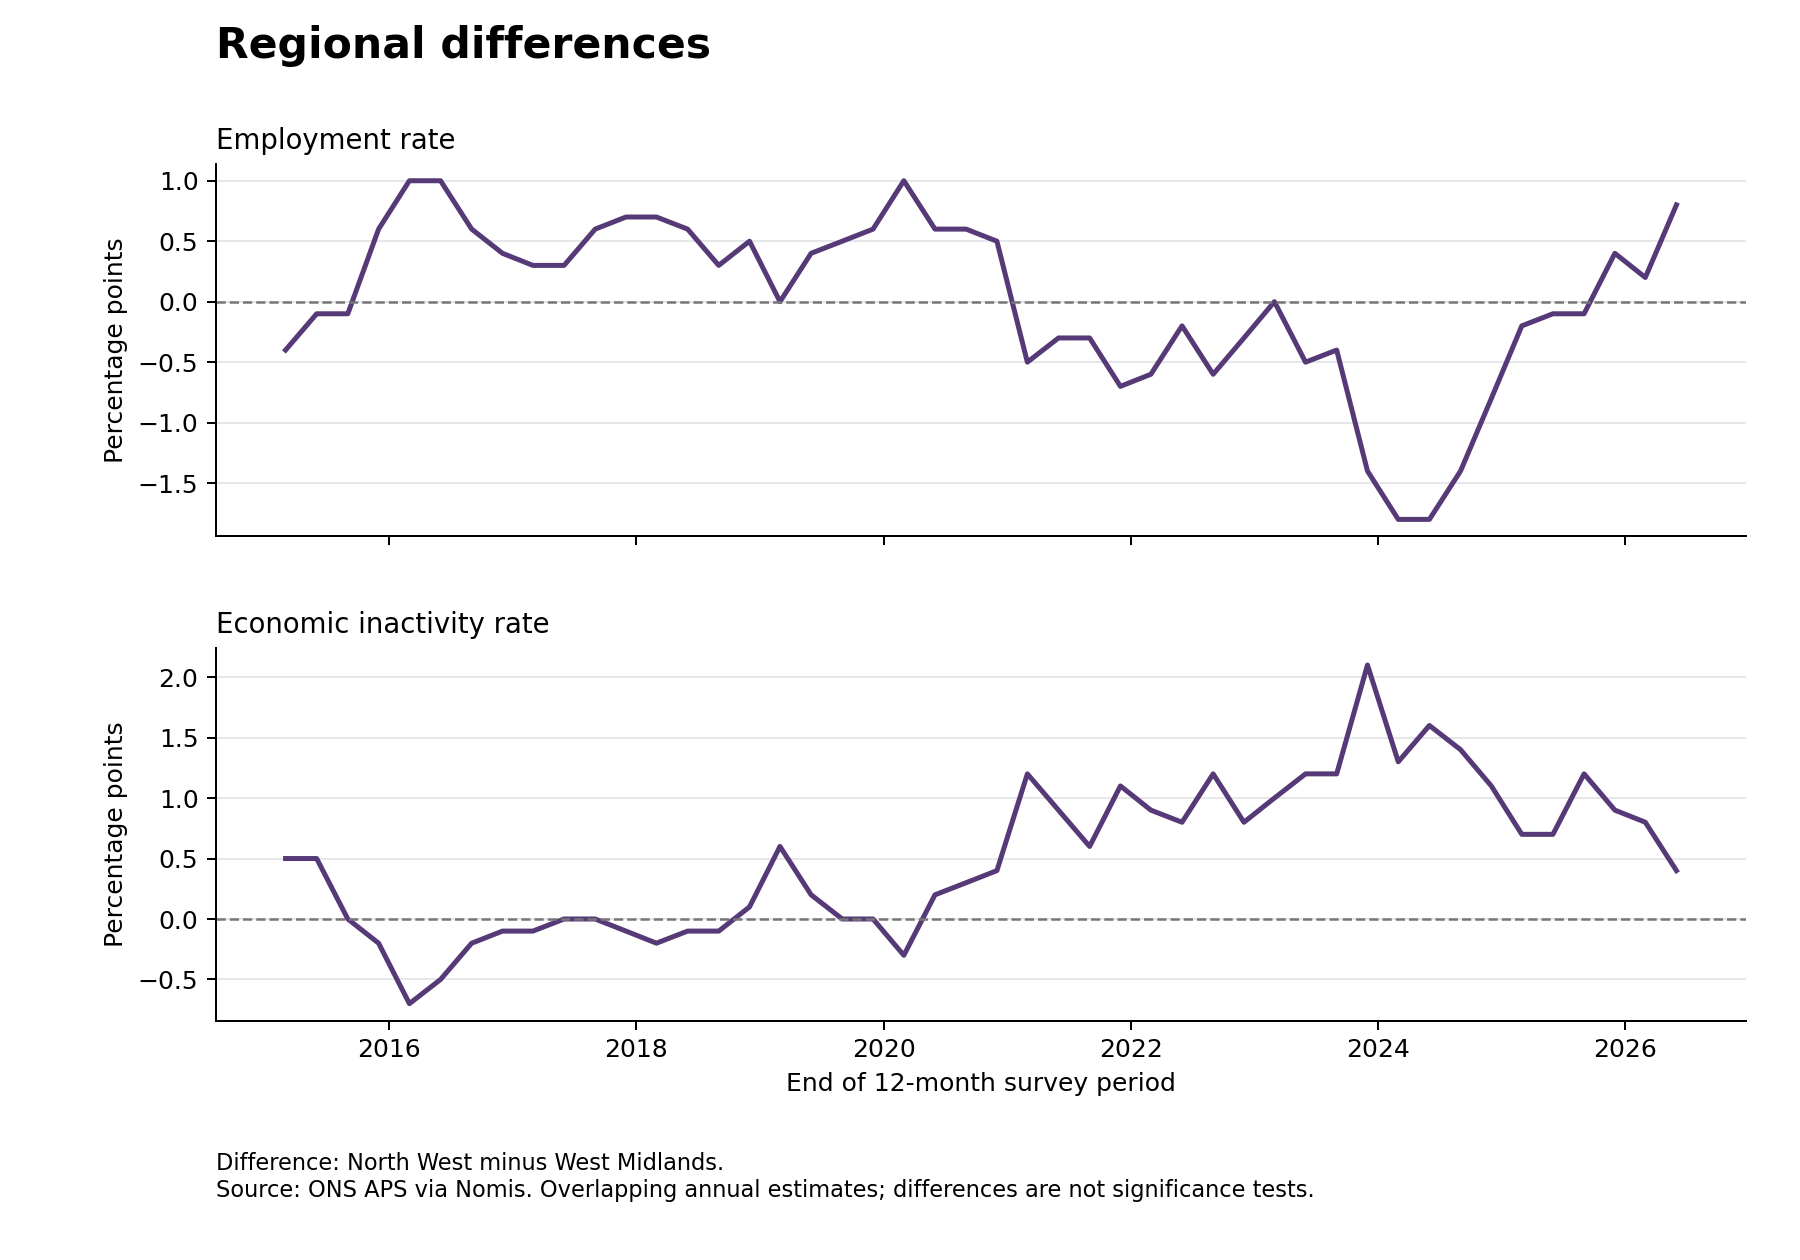 Regional differences
Employment rate
Percentage points
1.0
0.5
0.0
−0.5
−1.0
−1.5
Economic inactivity rate
Percentage points
2.0
1.5
1.0
0.5
0.0
−0.5
2016 2018 2020 2022 2024 2026
End of 12-month survey period
Difference: North West minus West Midlands.
Source: ONS APS via Nomis. Overlapping annual estimates; differences are not significance tests.